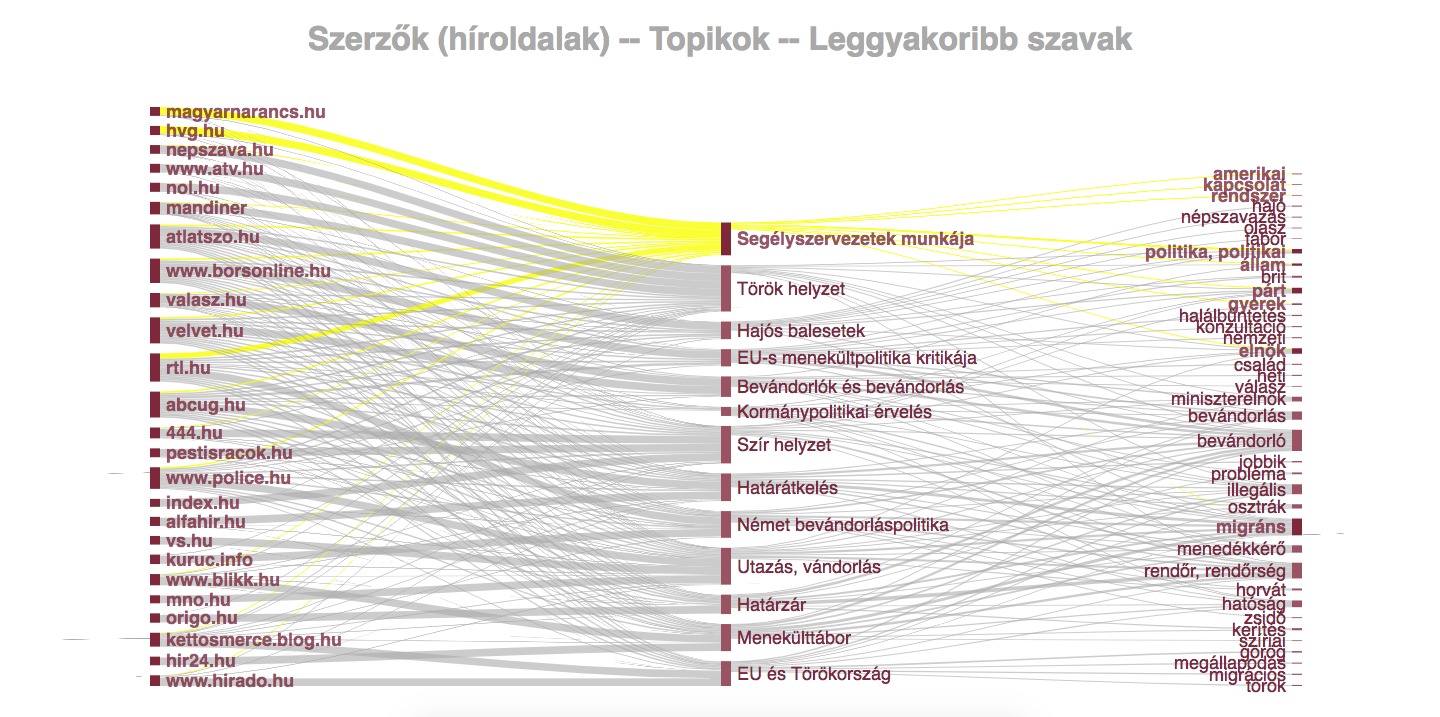 Szerzők (híroldalak) -- Topikok -- Leggyakoribb szavak
magyarnarancs.hu
hvg.hu
nepszava.hu
www.atv.hu
nol.hu
mandiner
atlatszo.hu
www.borsonline.hu
valasz.hu
velvet.hu
rtl.hu
abcug.hu
444.hu
pestisracok.hu
www.police.hu
index.hu
alfahir.hu
vs.hu
kuruc.info
www.blikk.hu
mno.hu
origo.hu
kettosmerce.blog.hu
hir24.hu
www.hirado.hu
Segélyszervezetek munkája
Török helyzet
Hajós balesetek
EU-s menekültpolitika kritikája
Bevándorlók és bevándorlás
Kormánypolitikai érvelés
Szír helyzet
Határátkelés
Német bevándorláspolitika
Utazás, vándorlás
Határzár
Menekülttábor
EU és Törökország
amerikai
kapcsolat
rendszer
háló
népszavazás
olasz
tábor
politika, politikai
állam
brit
párt
gyerek
halálbüntetés
konzultáció
nemzeti
elnök
család
heti
válasz
miniszterelnök
bevándorlás
bevándorló
jobbik
probléma
illegális
osztrák
migráns
menedékkérő
rendőr, rendőrség
horvát
hatóság
zsidó
kerítés
szíriai
görög
megállapodás
migrációs
török